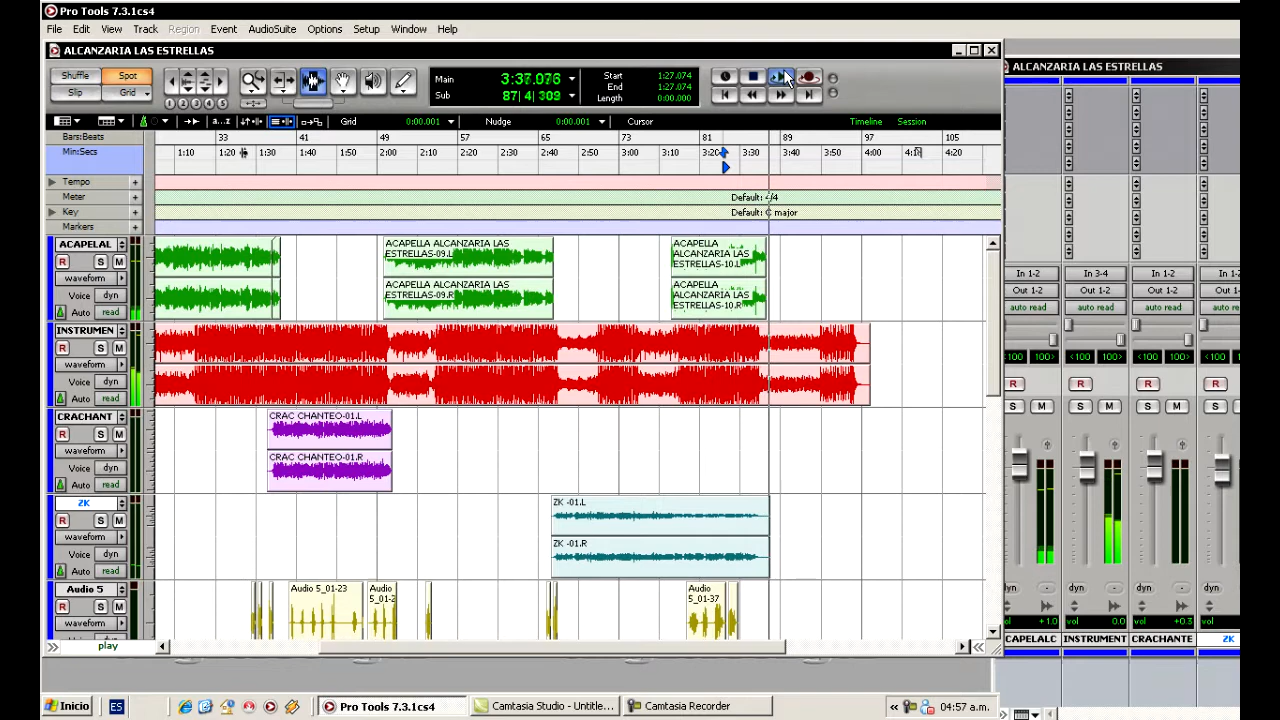 Pro Tools 7.3.1cs4
File Edit View Track Region Event AudioSuite Options Setup Window Help
ALCANZARIA LAS ESTRELLAS
ALCANZARIA LAS ESTRELLAS
Shuffle Spot
Slip Grid
1 2 3 4 5
Main 3:37.076
Sub 87| 4| 309
Start 1:27.074
End 1:27.074
Length 0:00.000
a...z
Grid 0:00.001 Nudge 0:00.001 Cursor Timeline Session
Bars:Beats 33 41 49 57 65 73 81 89 97 105
Min:Secs 1:10 1:20 1:30 1:40 1:50 2:00 2:10 2:20 2:30 2:40 2:50 3:00 3:10 3:20 3:30 3:40 3:50 4:00 4:20
Tempo
Meter Default: 4/4
Key Default: C major
Markers
ACAPELAL
R S M
waveform
Voice dyn
Auto read
ACAPELLA ALCANZARIA LAS
ESTRELLAS-09.L
ACAPELLA ALCANZARIA LAS
ESTRELLAS-09.R
ACAPELLA
ALCANZARIA LAS
ESTRELLAS-10.L
ACAPELLA
ALCANZARIA LAS
ESTRELLAS-10.R
INSTRUMEN
R S M
waveform
Voice dyn
Auto read
CRACHANT
R S M
waveform
Voice dyn
Auto read
CRAC CHANTEO-01.L
CRAC CHANTEO-01.R
ZK
R S M
waveform
Voice dyn
Auto read
ZK -01.L
ZK -01.R
Audio 5
R S M
waveform
Audio 5_01-23
Audio
5_01-2
Audio
5_01-37
play
In 1-2 In 3-4 In 1-2 In 1-
Out 1-2 Out 1-2 Out 1-2 Out 1-
auto read auto read auto read auto r
<100 100> <100 100> <100 100> <100
R R R R
S M S M S M S
dyn dyn dyn dyn
vol +1.0 vol 0.0 vol +0.3 vol
CAPELALC INSTRUMENT CRACHANTE ZK
Inicio ES Pro Tools 7.3.1cs4 Camtasia Studio - Untitle... Camtasia Recorder « 04:57 a.m.